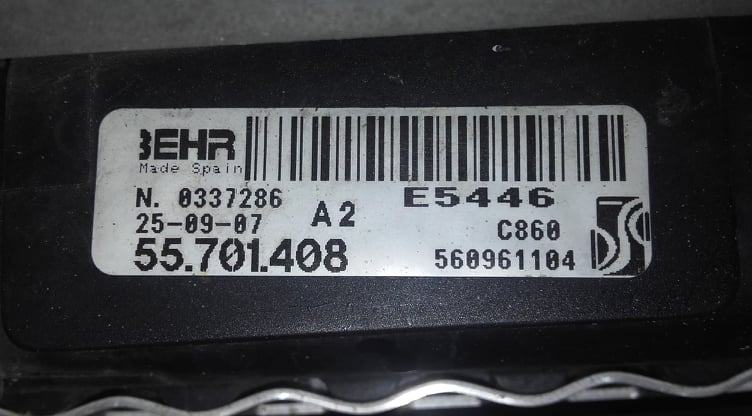 BEHR
Made Spain
N. 0337286
25-09-07
A2
55.701.408
E5446
C860
560961104